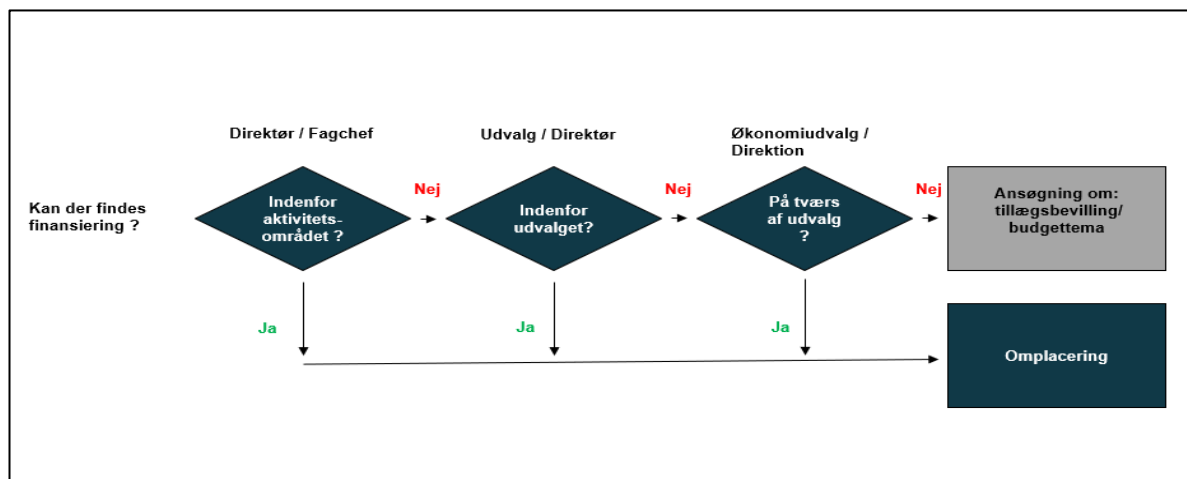 Direktør / Fagchef
Udvalg / Direktør
Økonomiudvalg /
Direktion
Kan der findes
finansiering ?
Indenfor
aktivitets-
området ?
Nej
Indenfor
udvalget?
Nej
På tværs
af udvalg
?
Nej
Ansøgning om:
tillægsbevilling/
budgettema
Ja
Ja
Ja
Omplacering